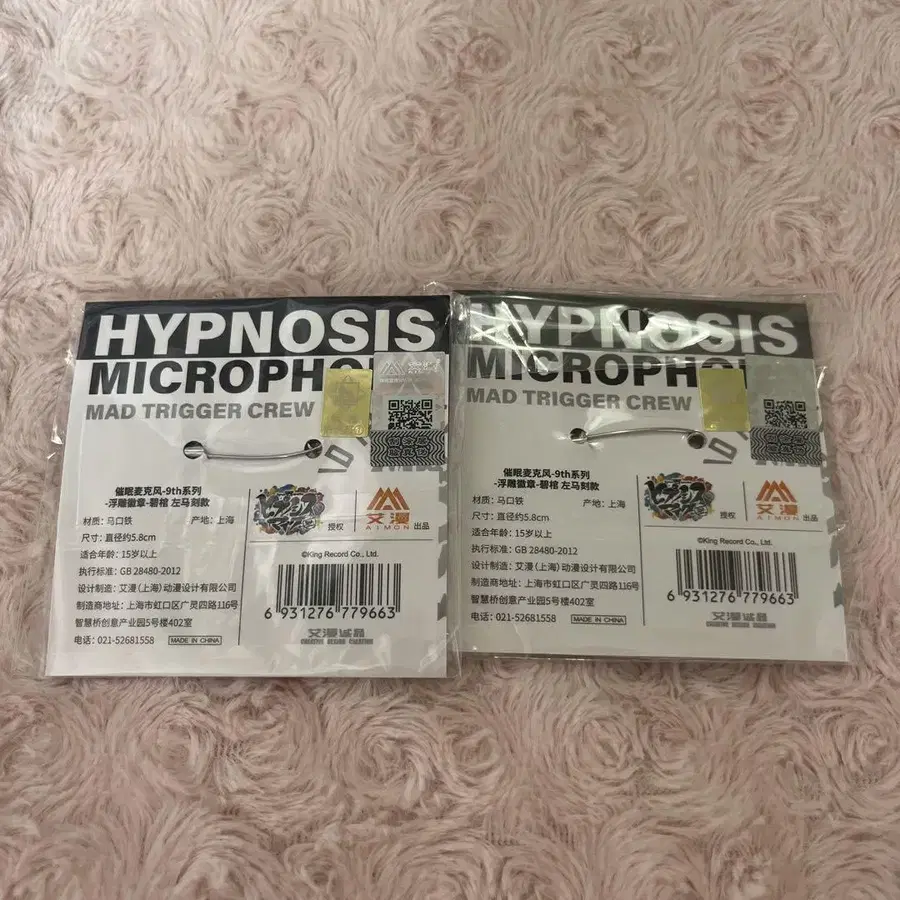 HYPNOSIS
MICROPHO
MAD TRIGGER CREW
催眠麦克风-9th系列
-浮雕徽章-碧棺 左马刻款
材质: 马口铁 产地: 上海
尺寸: 直径约5.8cm
适合年龄: 15岁以上
执行标准: GB 28480-2012
设计制造: 艾漫(上海)动漫设计有限公司
制造商地址: 上海市虹口区广灵四路116号
智慧桥创意产业园5号楼402室
电话: 021-52681558 MADE IN CHINA
授权
艾漫
AIMON 出品
©King Record Co., Ltd.
6 931276 779663
艾漫诚品
HYPNOSIS
MICROPHO
MAD TRIGGER CREW
催眠麦克风-9th系列
-浮雕徽章-碧棺 左马刻款
材质: 马口铁 产地: 上海
尺寸: 直径约5.8cm
适合年龄: 15岁以上
执行标准: GB 28480-2012
设计制造: 艾漫(上海)动漫设计有限公司
制造商地址: 上海市虹口区广灵四路116号
智慧桥创意产业园5号楼402室
电话: 021-52681558 MADE IN CHINA
授权
艾漫
AIMON 出品
©King Record Co., Ltd.
6 931276 779663
艾漫诚品